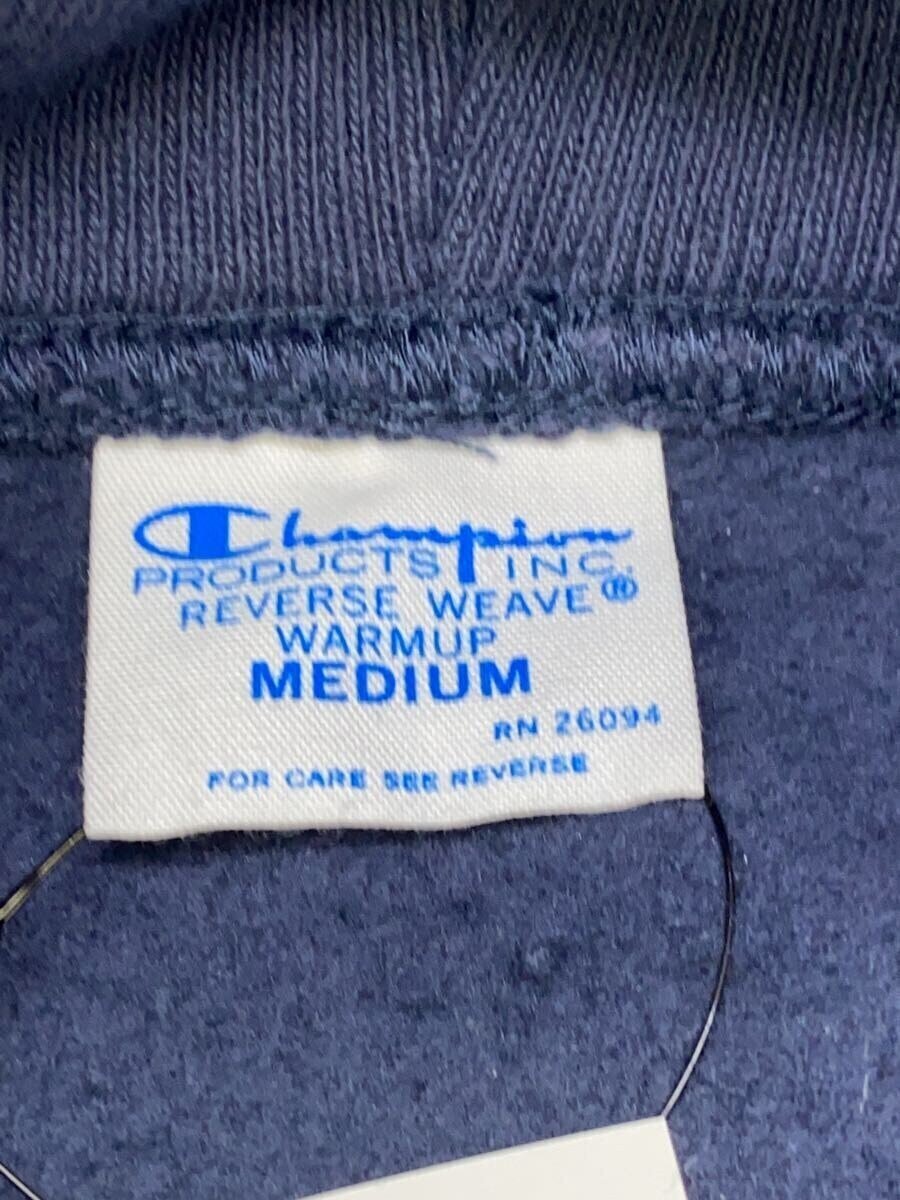 Champion
PRODUCTS INC.
REVERSE WEAVE®
WARMUP
MEDIUM
RN 26094
FOR CARE SEE REVERSE